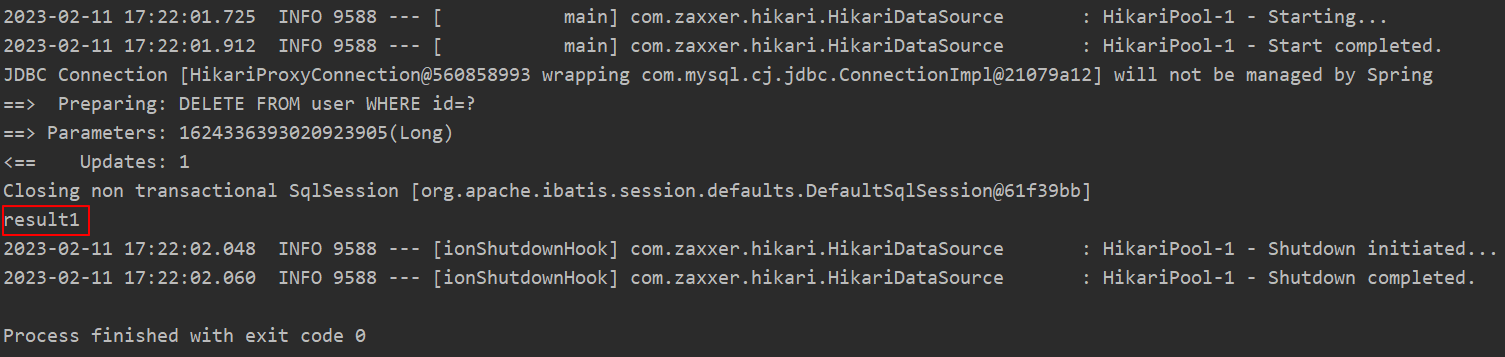 2023-02-11 17:22:01.725  INFO 9588 --- [           main] com.zaxxer.hikari.HikariDataSource       : HikariPool-1 - Starting...
2023-02-11 17:22:01.912  INFO 9588 --- [           main] com.zaxxer.hikari.HikariDataSource       : HikariPool-1 - Start completed.
JDBC Connection [HikariProxyConnection@560858993 wrapping com.mysql.cj.jdbc.ConnectionImpl@21079a12] will not be managed by Spring
==>  Preparing: DELETE FROM user WHERE id=?
==> Parameters: 1624336393020923905(Long)
<==    Updates: 1
Closing non transactional SqlSession [org.apache.ibatis.session.defaults.DefaultSqlSession@61f39bb]
result1
2023-02-11 17:22:02.048  INFO 9588 --- [ionShutdownHook] com.zaxxer.hikari.HikariDataSource       : HikariPool-1 - Shutdown initiated...
2023-02-11 17:22:02.060  INFO 9588 --- [ionShutdownHook] com.zaxxer.hikari.HikariDataSource       : HikariPool-1 - Shutdown completed.
Process finished with exit code 0